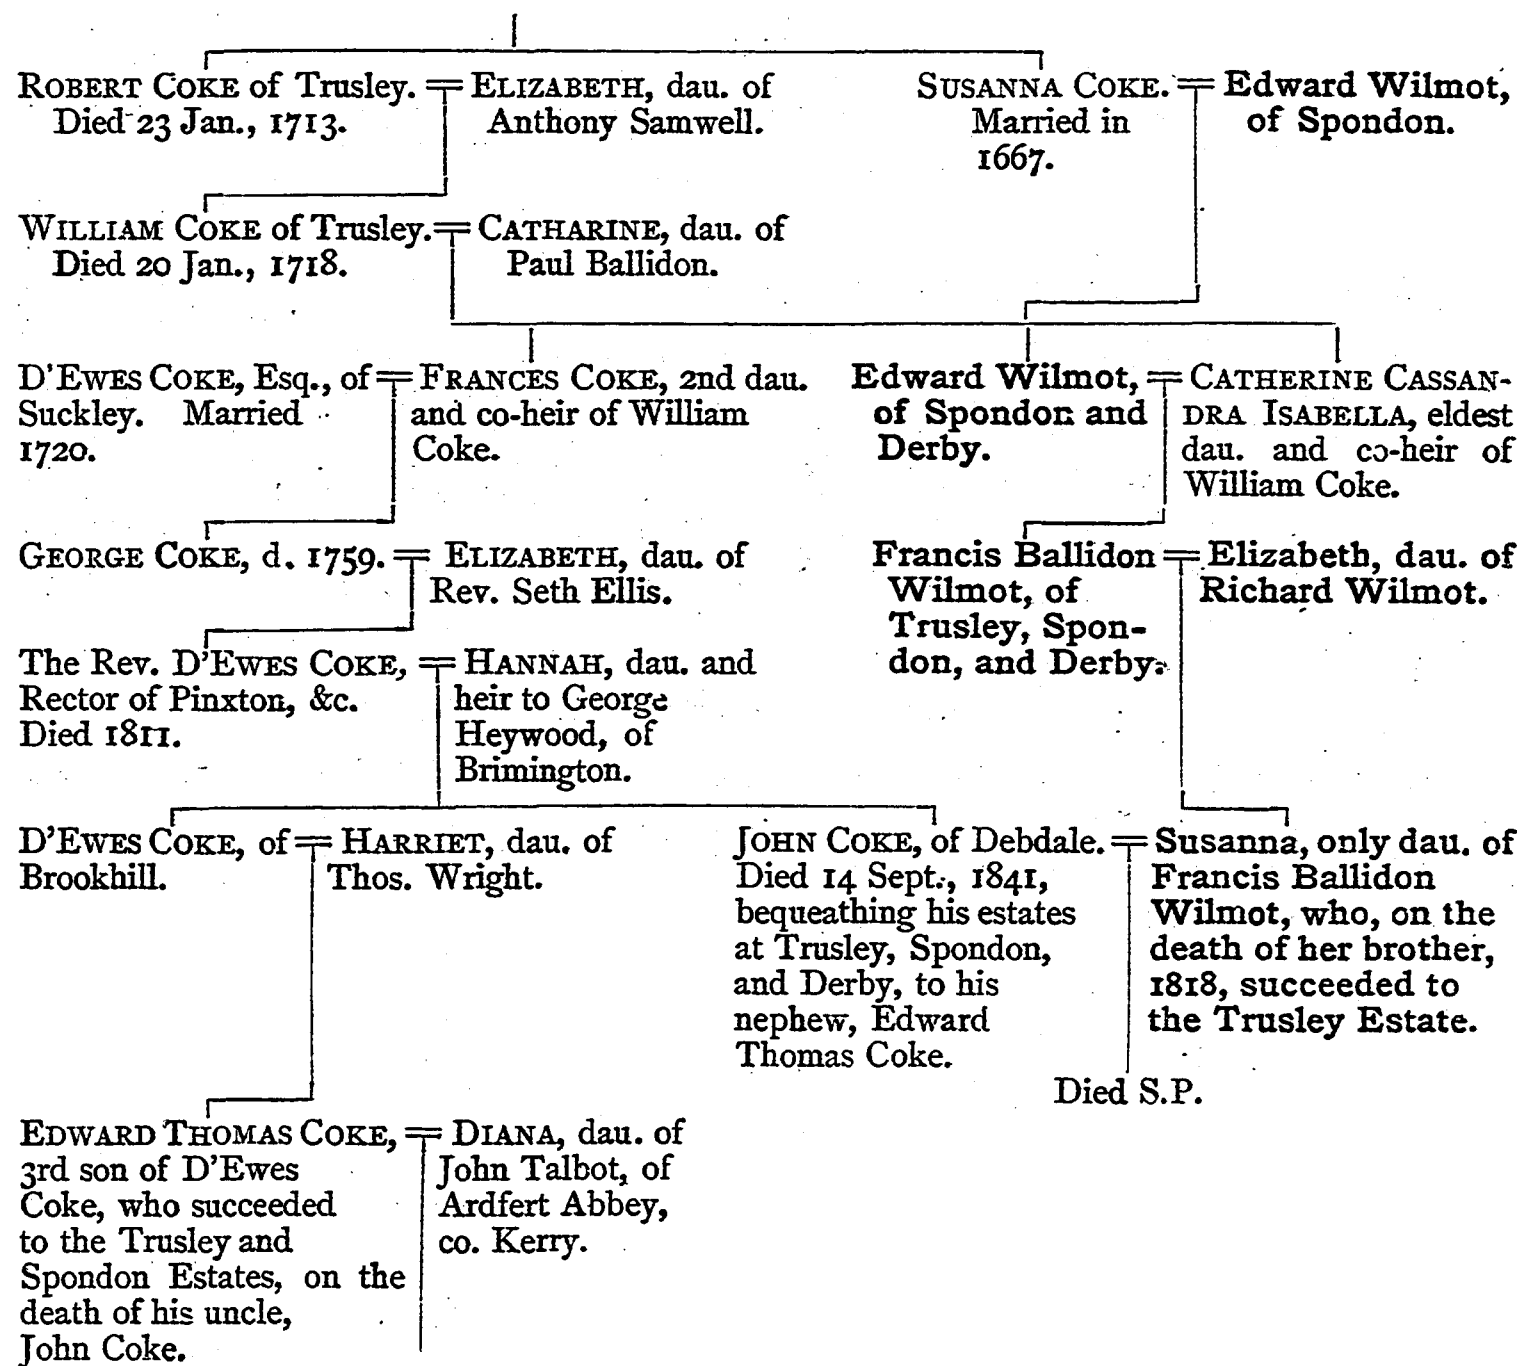 ROBERT COKE of Trusley. = ELIZABETH, dau. of
Died 23 Jan., 1713.
Anthony Samwell.
SUSANNA COKE. = Edward Wilmot,
Married in
1667.
of Spondon.
WILLIAM COKE of Trusley. = CATHARINE, dau. of
Died 20 Jan., 1718.
Paul Ballidon.
D'EWES COKE, Esq., of =
Suckley. Married
1720.
FRANCES COKE, 2nd dau.
and co-heir of William
Coke.
Edward Wilmot, =
of Spondon and
Derby.
CATHERINE CASSAN-
DRA ISABELLA, eldest
dau. and co-heir of
William Coke.
GEORGE COKE, d. 1759. = ELIZABETH, dau. of
Rev. Seth Ellis.
Francis Ballidon =
Wilmot, of
Trusley, Spon-
don, and Derby.
Elizabeth, dau. of
Richard Wilmot.
The Rev. D'EWES COKE, =
Rector of Pinxton, &c.
Died 1811.
HANNAH, dau. and
heir to George
Heywood, of
Brimington.
D'EWES COKE, of =
Brookhill.
HARRIET, dau. of
Thos. Wright.
JOHN COKE, of Debdale. =
Died 14 Sept., 1841,
bequeathing his estates
at Trusley, Spondon,
and Derby, to his
nephew, Edward
Thomas Coke.
Susanna, only dau. of
Francis Ballidon
Wilmot, who, on the
death of her brother,
1818, succeeded to
the Trusley Estate.
Died S.P.
EDWARD THOMAS COKE, =
3rd son of D'Ewes
Coke, who succeeded
to the Trusley and
Spondon Estates, on the
death of his uncle,
John Coke.
DIANA, dau. of
John Talbot, of
Ardfert Abbey,
co. Kerry.